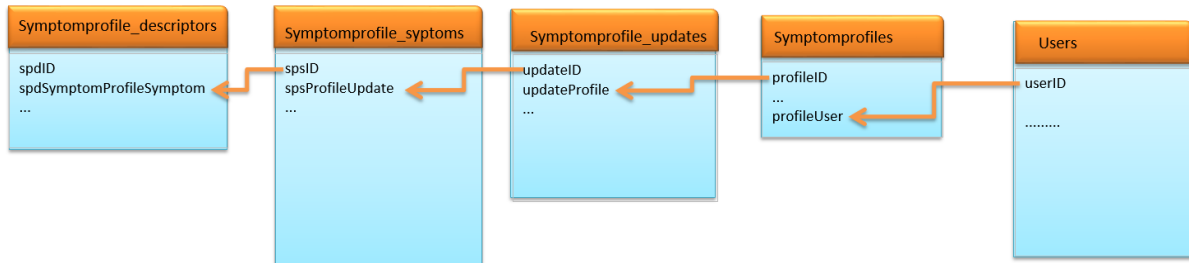 Symptomprofile_descriptors
spdID
spdSymptomProfileSymptom
...
Symptomprofile_syptoms
spsID
spsProfileUpdate
...
Symptomprofile_updates
updateID
updateProfile
...
Symptomprofiles
profileID
...
profileUser
Users
userID
.........